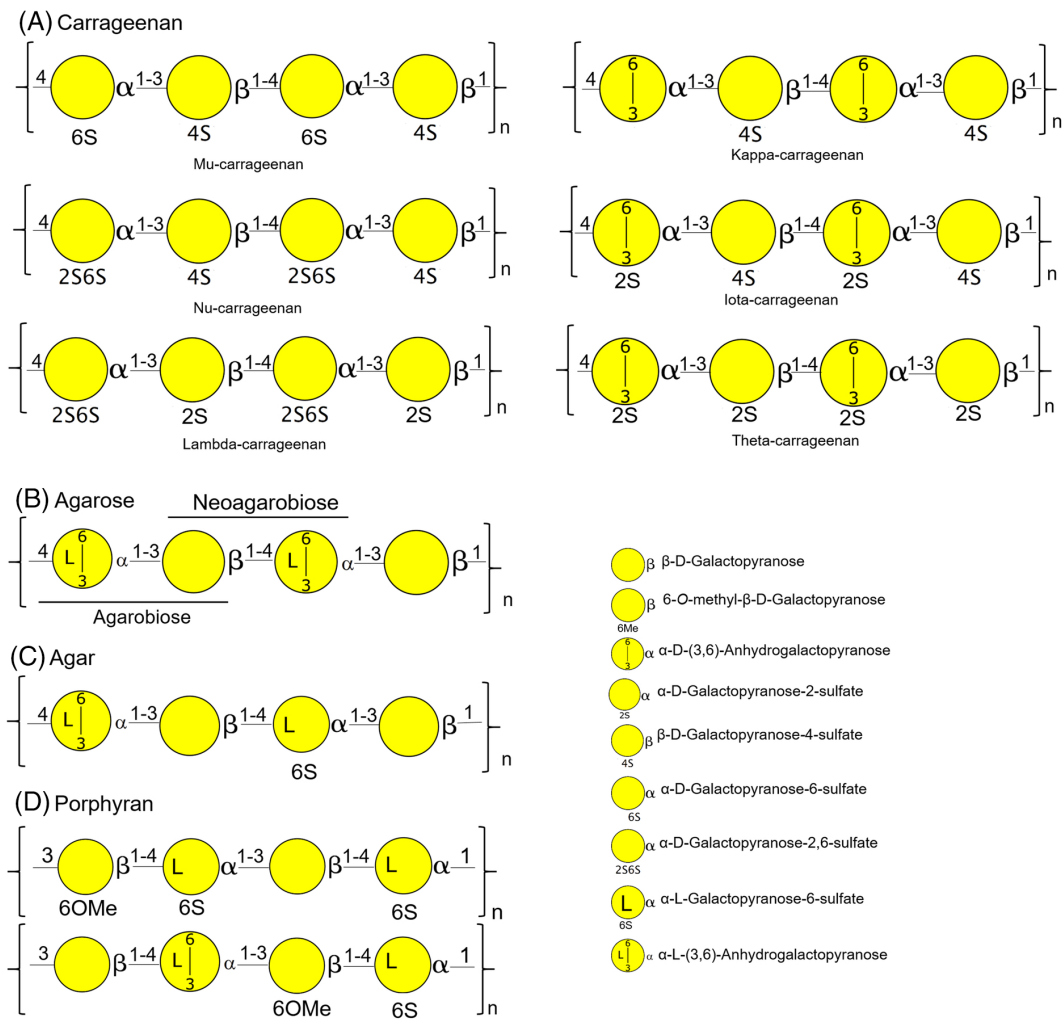 (A) Carrageenan
4 α 1-3 β 1-4 α 1-3 β 1 n
6S 4S 6S 4S
Mu-carrageenan
4 6 3 α 1-3 β 1-4 6 3 α 1-3 β 1 n
4S 4S
Kappa-carrageenan
4 α 1-3 β 1-4 α 1-3 β 1 n
2S6S 4S 2S6S 4S
Nu-carrageenan
4 6 3 α 1-3 β 1-4 6 3 α 1-3 β 1 n
2S 4S 2S 4S
Iota-carrageenan
4 α 1-3 β 1-4 α 1-3 β 1 n
2S6S 2S 2S6S 2S
Lambda-carrageenan
4 6 3 α 1-3 β 1-4 6 3 α 1-3 β 1 n
2S 2S 2S 2S
Theta-carrageenan
(B) Agarose
Neoagarobiose
4 L 6 3 α 1-3 β 1-4 L 6 3 α 1-3 β 1 n
Agarobiose
(C) Agar
4 L 6 3 α 1-3 β 1-4 L α 1-3 β 1 n
6S
(D) Porphyran
3 β 1-4 L α 1-3 β 1-4 L α 1 n
6OMe 6S 6S
3 β 1-4 L 6 3 α 1-3 β 1-4 L α 1 n
6OMe 6S
β β-D-Galactopyranose
β 6-O-methyl-β-D-Galactopyranose
6Me
6 3 α α-D-(3,6)-Anhydrogalactopyranose
α α-D-Galactopyranose-2-sulfate
2S
β β-D-Galactopyranose-4-sulfate
4S
α α-D-Galactopyranose-6-sulfate
6S
α α-D-Galactopyranose-2,6-sulfate
2S6S
L α α-L-Galactopyranose-6-sulfate
6S
L 6 3 α α-L-(3,6)-Anhydrogalactopyranose